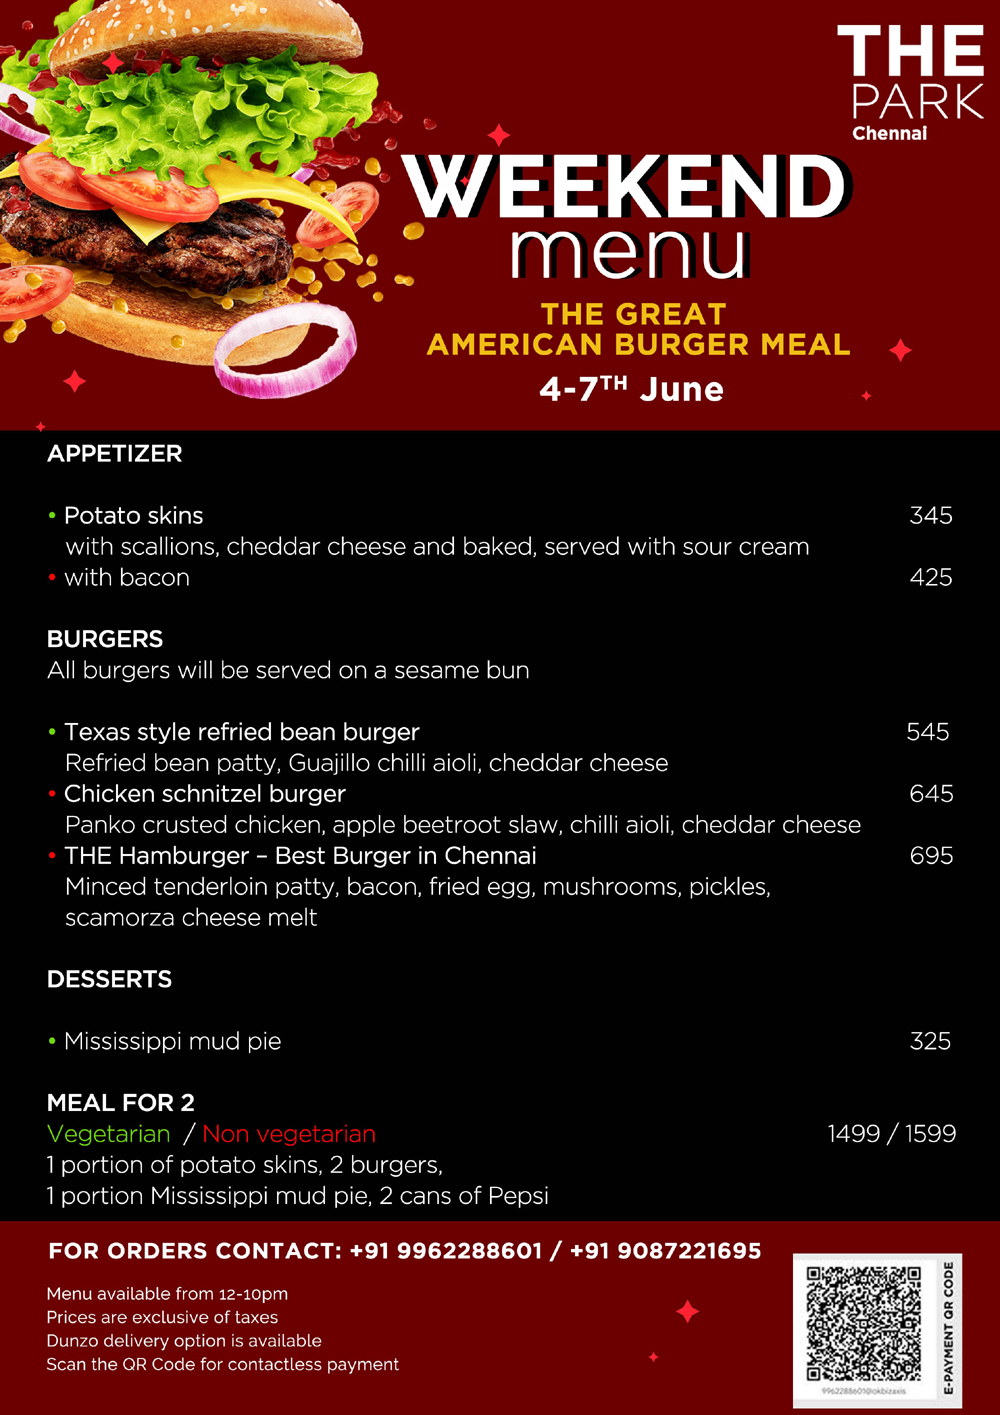 THE
PARK
Chennai
WEEKEND
menu
THE GREAT
AMERICAN BURGER MEAL
4-7TH June
APPETIZER
• Potato skins 345
with scallions, cheddar cheese and baked, served with sour cream
• with bacon 425
BURGERS
All burgers will be served on a sesame bun
• Texas style refried bean burger 545
Refried bean patty, Guajillo chilli aioli, cheddar cheese
• Chicken schnitzel burger 645
Panko crusted chicken, apple beetroot slaw, chilli aioli, cheddar cheese
• THE Hamburger – Best Burger in Chennai 695
Minced tenderloin patty, bacon, fried egg, mushrooms, pickles,
scamorza cheese melt
DESSERTS
• Mississippi mud pie 325
MEAL FOR 2
Vegetarian / Non vegetarian 1499 / 1599
1 portion of potato skins, 2 burgers,
1 portion Mississippi mud pie, 2 cans of Pepsi
FOR ORDERS CONTACT: +91 9962288601 / +91 9087221695
Menu available from 12-10pm
Prices are exclusive of taxes
Dunzo delivery option is available
Scan the QR Code for contactless payment
E-PAYMENT QR CODE
9962288601@okbizaxis